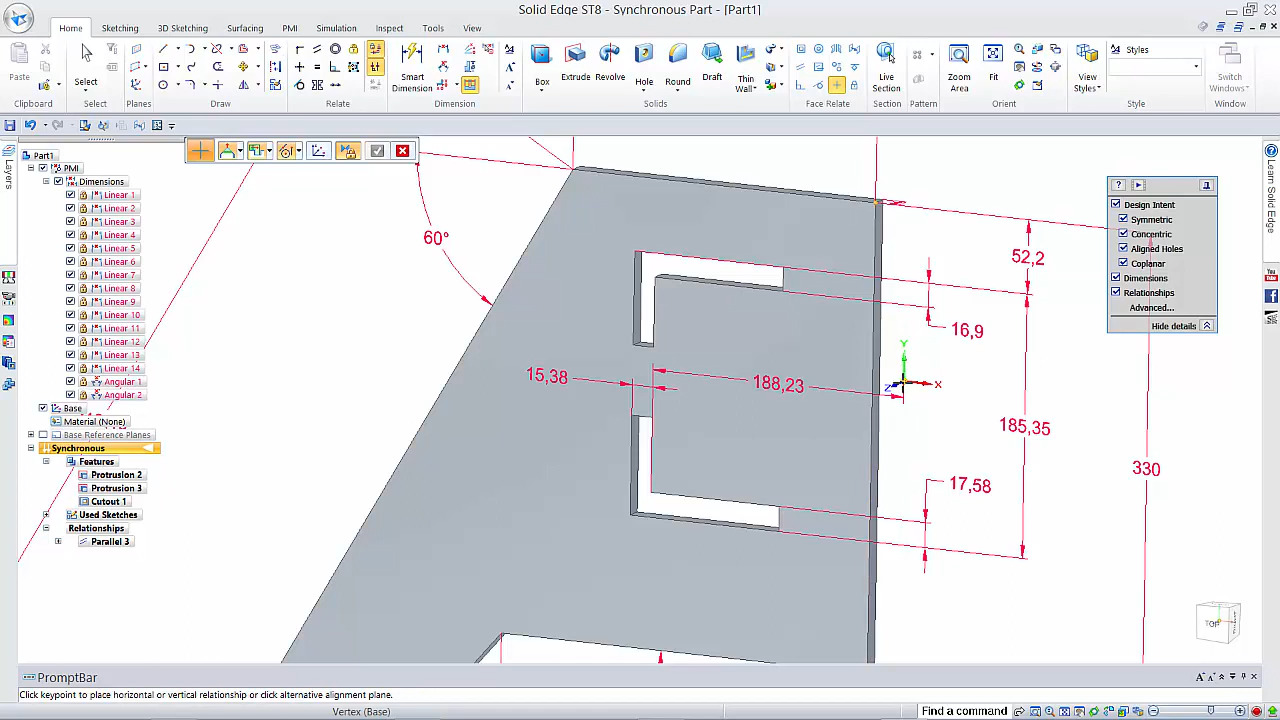 Solid Edge ST8 - Synchronous Part - [Part1]
Home
Sketching
3D Sketching
Surfacing
PMI
Simulation
Inspect
Tools
View
Paste
Select
Smart Dimension
Box
Extrude
Revolve
Hole
Round
Draft
Thin Wall
Live Section
Zoom Area
Fit
View Styles
Styles
Switch Windows
Clipboard
Select
Planes
Draw
Relate
Dimension
Solids
Face Relate
Section
Pattern
Orient
Style
Window
Layers
Part1
PMI
Dimensions
Linear 1
Linear 2
Linear 3
Linear 4
Linear 5
Linear 6
Linear 7
Linear 8
Linear 9
Linear 10
Linear 11
Linear 12
Linear 13
Linear 14
Angular 1
Angular 2
Base
Material (None)
Base Reference Planes
Synchronous
Features
Protrusion 2
Protrusion 3
Cutout 1
Used Sketches
Relationships
Parallel 3
60°
52,2
16,9
15,38
188,23
185,35
17,58
330
Y
X
Z
Design Intent
Symmetric
Concentric
Aligned Holes
Coplanar
Dimensions
Relationships
Advanced...
Hide details
Learn Solid Edge
TOP
PromptBar
Click keypoint to place horizontal or vertical relationship or click alternative alignment plane.
Vertex (Base)
Find a command